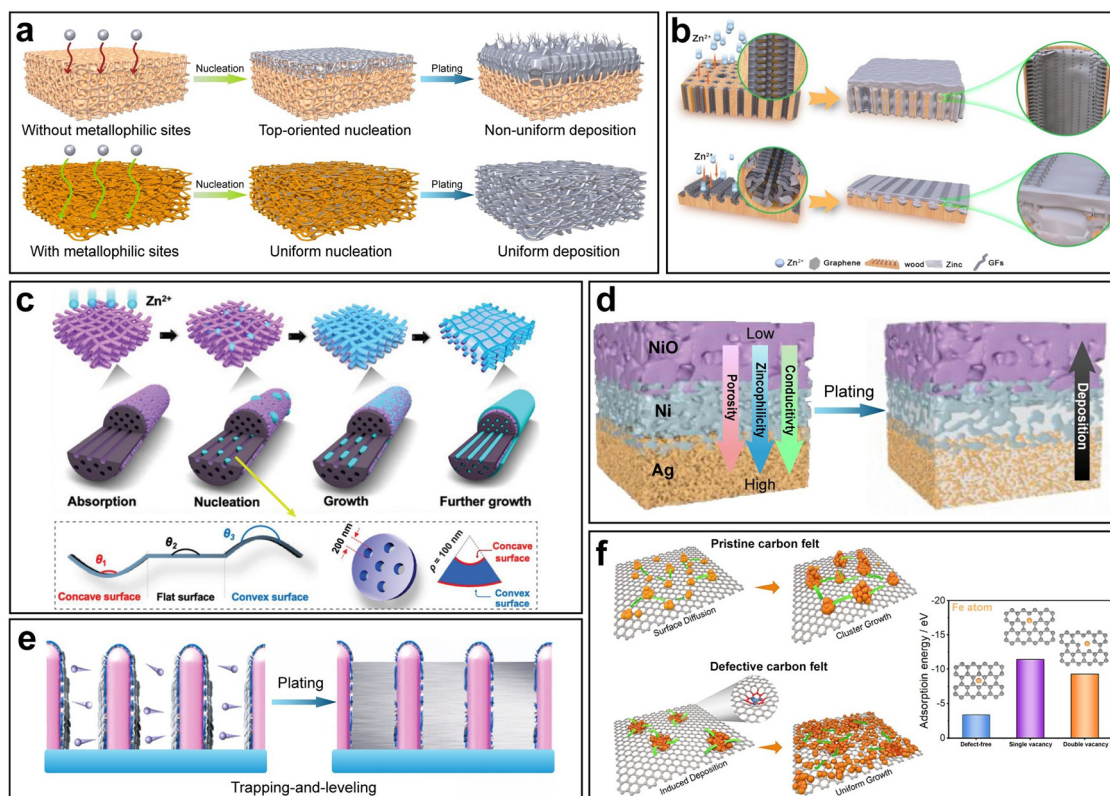 a
Nucleation
Plating
Without metallophilic sites
Top-oriented nucleation
Non-uniform deposition
Nucleation
Plating
With metallophilic sites
Uniform nucleation
Uniform deposition
b
Zn²⁺
Zn²⁺
Zn²⁺ Graphene wood Zinc GFs
c
Zn²⁺
Absorption
Nucleation
Growth
Further growth
θ₁
θ₂
θ₃
Concave surface
Flat surface
Convex surface
200 nm
ρ = 100 nm
Concave
surface
Convex
surface
d
NiO
Ni
Ag
Low
Porosity
Zincophilicity
Conducitivty
High
Plating
Deposition
e
Plating
Trapping-and-leveling
f
Pristine carbon felt
Surface Diffusion
Cluster Growth
Defective carbon felt
Induced Deposition
Uniform Growth
Fe atom
Adsorptioin energy / eV
-20
-15
-10
-5
0
Defect-free
Single vacancy
Double vacancy